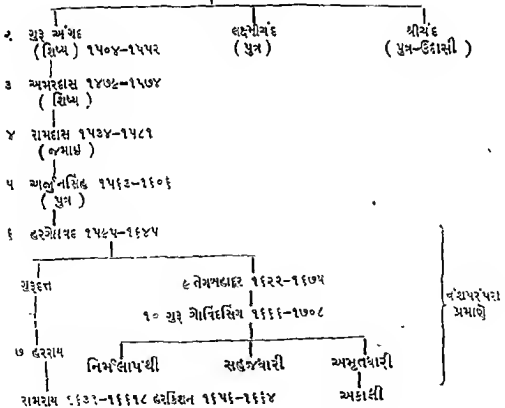 ૨ ગુરૂ અંગદ લક્ષ્મીચંદ શ્રીચંદ
(શિષ્ય) ૧૫૦૪–૧૫૫૨ (પુત્ર) (પુત્ર–ઉદાસી)
૩ અમરદાસ ૧૪૭૯–૧૫૭૪
(શિષ્ય)
૪ રામદાસ ૧૫૩૪–૧૫૮૧
(જમાઇ)
૫ અર્જુનસિંહ ૧૫૬૩–૧૬૦૬
(પુત્ર)
૬ હરગોવિંદ ૧૫૯૫–૧૬૪૫
ગુરૂદત્ત ૯ તેગબહાદુર ૧૬૨૨–૧૬૭૫
વંશપરંપરા
પ્રમાણે
૧૦ ગુરૂ ગોવિંદસિંગ ૧૬૬૬–૧૭૦૮
૭ હરરાય નિર્મલાપંથી સહજધારી અમૃતધારી
રામરાય હરકિશન ૧૬૫૬–૧૬૬૪ અકાલી